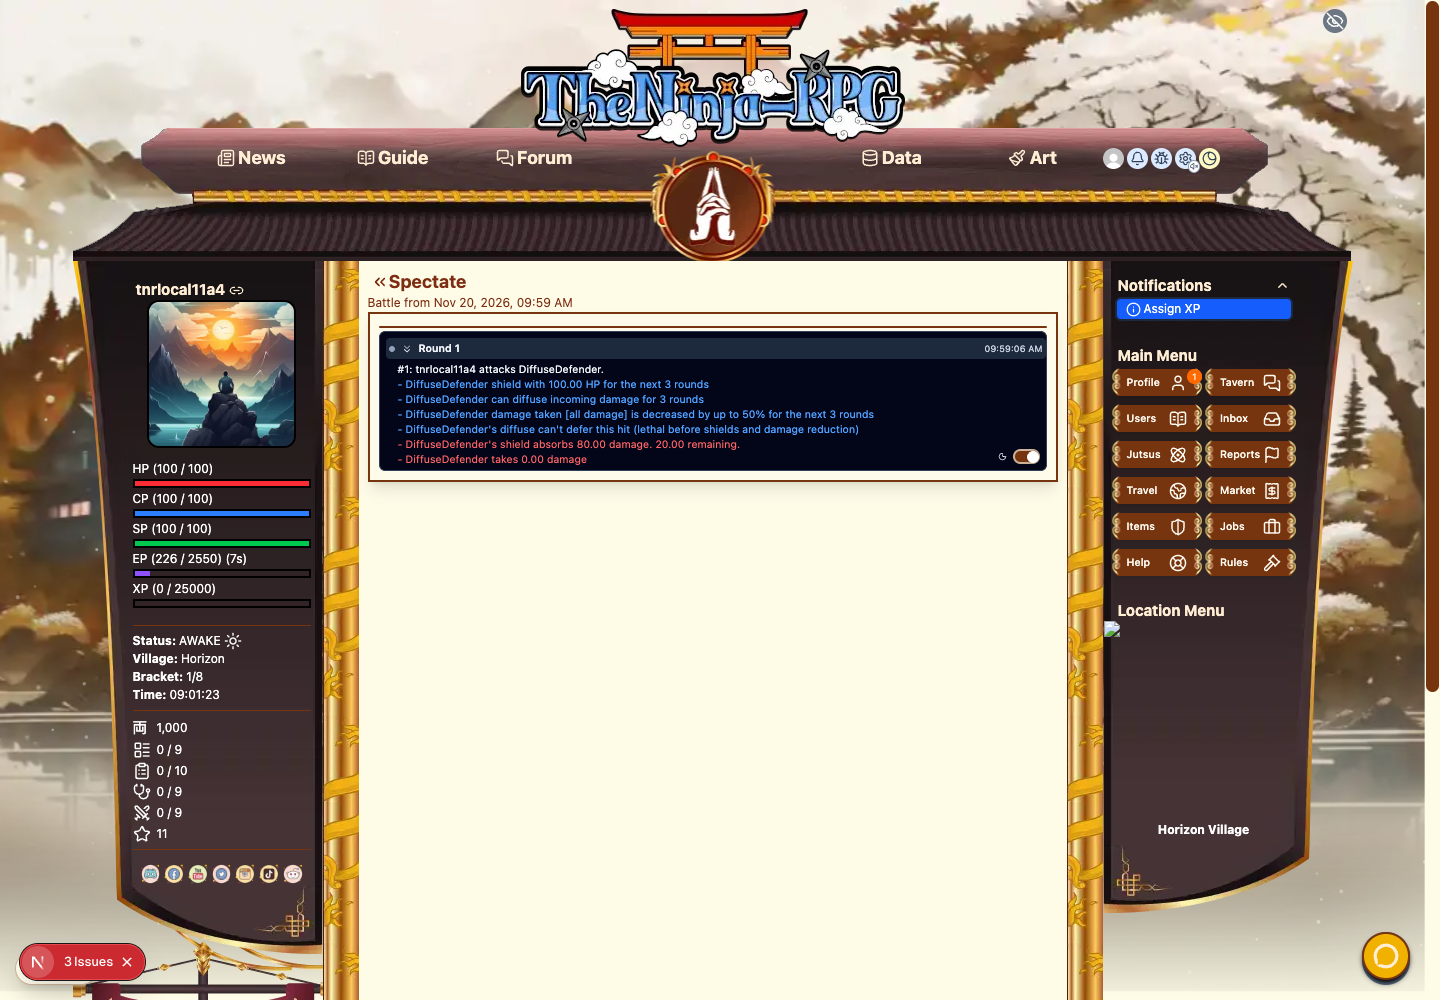 TheNinja-RPG
News
Guide
Forum
Data
Art
tnrlocal11a4
HP (100 / 100)
CP (100 / 100)
SP (100 / 100)
EP (226 / 2550) (7s)
XP (0 / 25000)
Status: AWAKE
Village: Horizon
Bracket: 1/8
Time: 09:01:23
両 1,000
0 / 9
0 / 10
0 / 9
0 / 9
11
3 Issues
Spectate
Battle from Nov 20, 2026, 09:59 AM
Round 1 09:59:06 AM
#1: tnrlocal11a4 attacks DiffuseDefender.
- DiffuseDefender shield with 100.00 HP for the next 3 rounds
- DiffuseDefender can diffuse incoming damage for 3 rounds
- DiffuseDefender damage taken [all damage] is decreased by up to 50% for the next 3 rounds
- DiffuseDefender's diffuse can't defer this hit (lethal before shields and damage reduction)
- DiffuseDefender's shield absorbs 80.00 damage. 20.00 remaining.
- DiffuseDefender takes 0.00 damage
Notifications
Assign XP
Main Menu
Profile 1 Tavern
Users Inbox
Jutsus Reports
Travel Market
Items Jobs
Help Rules
Location Menu
Horizon Village